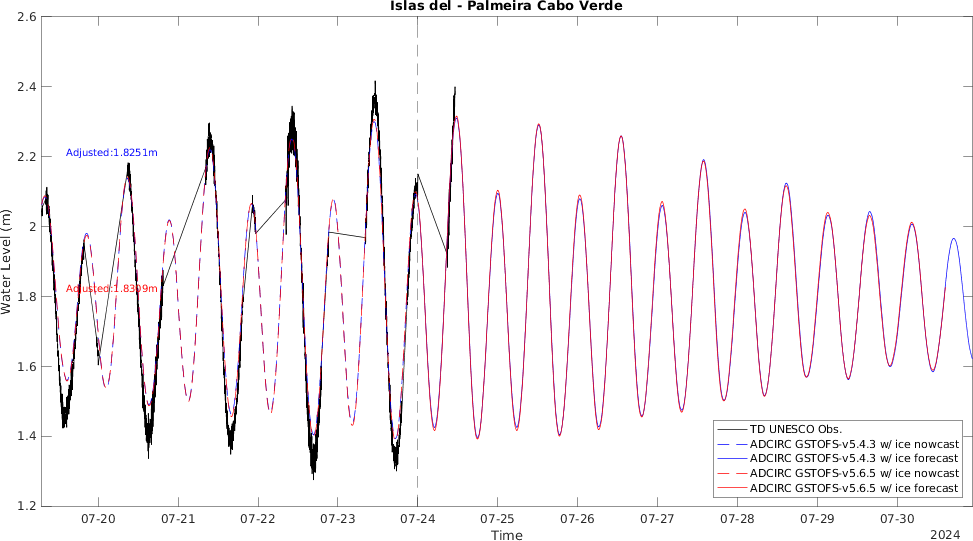 Islas del - Palmeira Cabo Verde
2.6
2.4
2.2
2
1.8
1.6
1.4
1.2
Water Level (m)
Adjusted:1.8251m
Adjusted:1.8309m
TD UNESCO Obs.
ADCIRC GSTOFS-v5.4.3 w/ ice nowcast
ADCIRC GSTOFS-v5.4.3 w/ ice forecast
ADCIRC GSTOFS-v5.6.5 w/ ice nowcast
ADCIRC GSTOFS-v5.6.5 w/ ice forecast
07-20 07-21 07-22 07-23 07-24 07-25 07-26 07-27 07-28 07-29 07-30
Time
2024